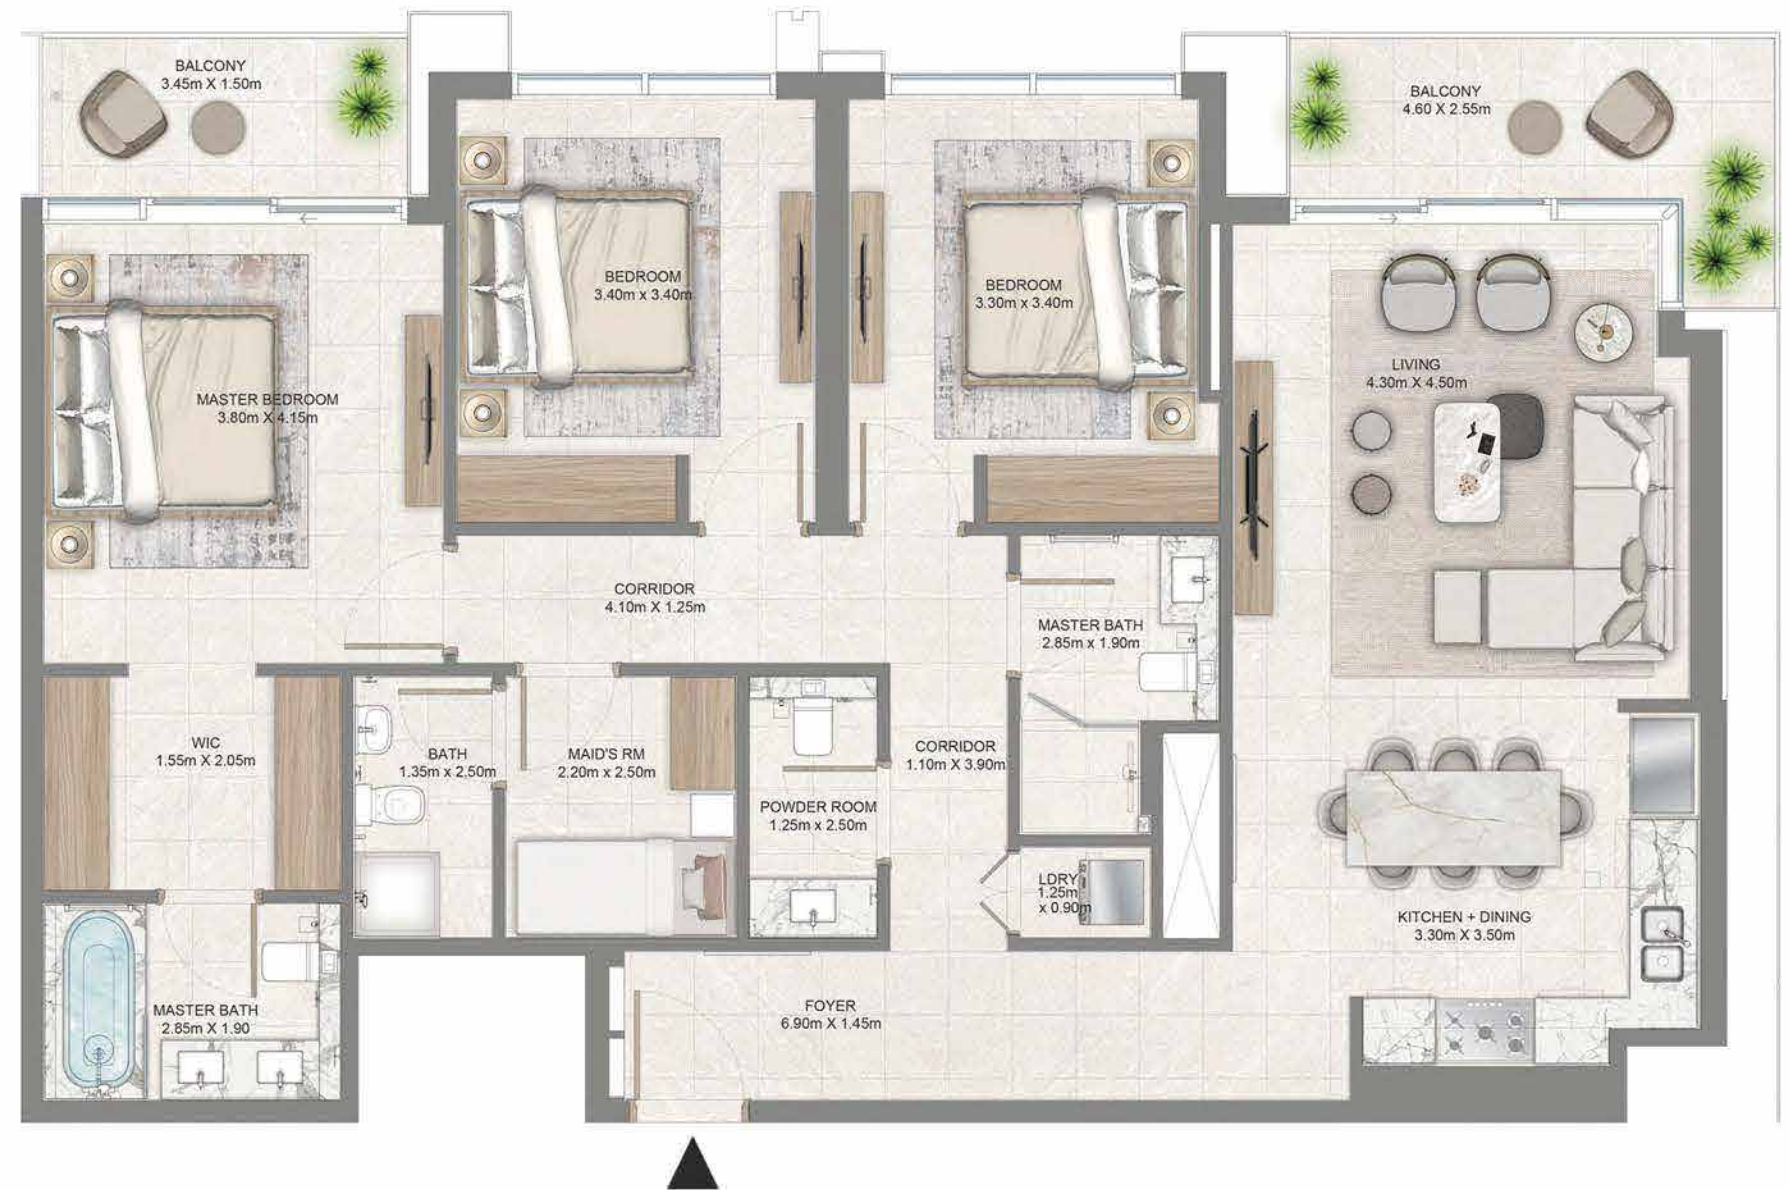 BALCONY
3.45m X 1.50m
BALCONY
4.60 X 2.55m
BEDROOM
3.40m x 3.40m
BEDROOM
3.30m x 3.40m
LIVING
4.30m X 4.50m
MASTER BEDROOM
3.80m X 4.15m
CORRIDOR
4.10m X 1.25m
MASTER BATH
2.85m x 1.90m
WIC
1.55m X 2.05m
BATH
1.35m x 2.50m
MAID'S RM
2.20m x 2.50m
CORRIDOR
1.10m X 3.90m
POWDER ROOM
1.25m x 2.50m
LDRY
1.25m
x 0.90m
KITCHEN + DINING
3.30m X 3.50m
MASTER BATH
2.85m X 1.90
FOYER
6.90m X 1.45m